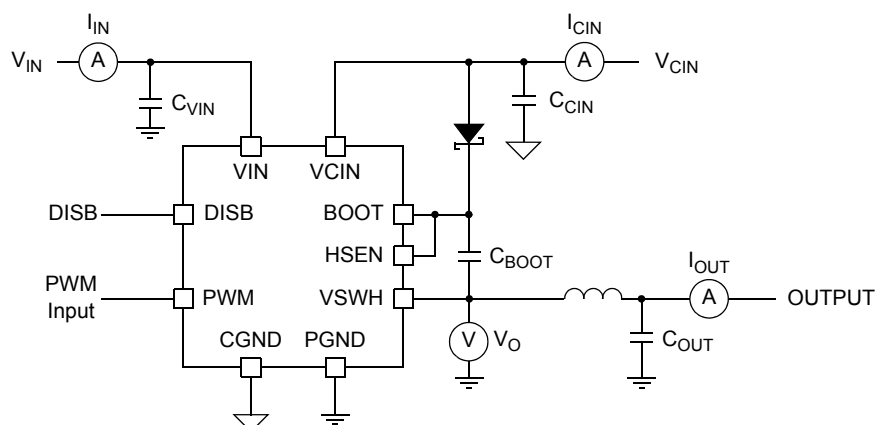 I_IN
I_CIN
V_IN
A
A
V_CIN
C_VIN
C_CIN
VIN
VCIN
DISB
DISB
BOOT
HSEN
C_BOOT
I_OUT
PWM
Input
PWM
VSWH
A
OUTPUT
CGND
PGND
V
V_O
C_OUT